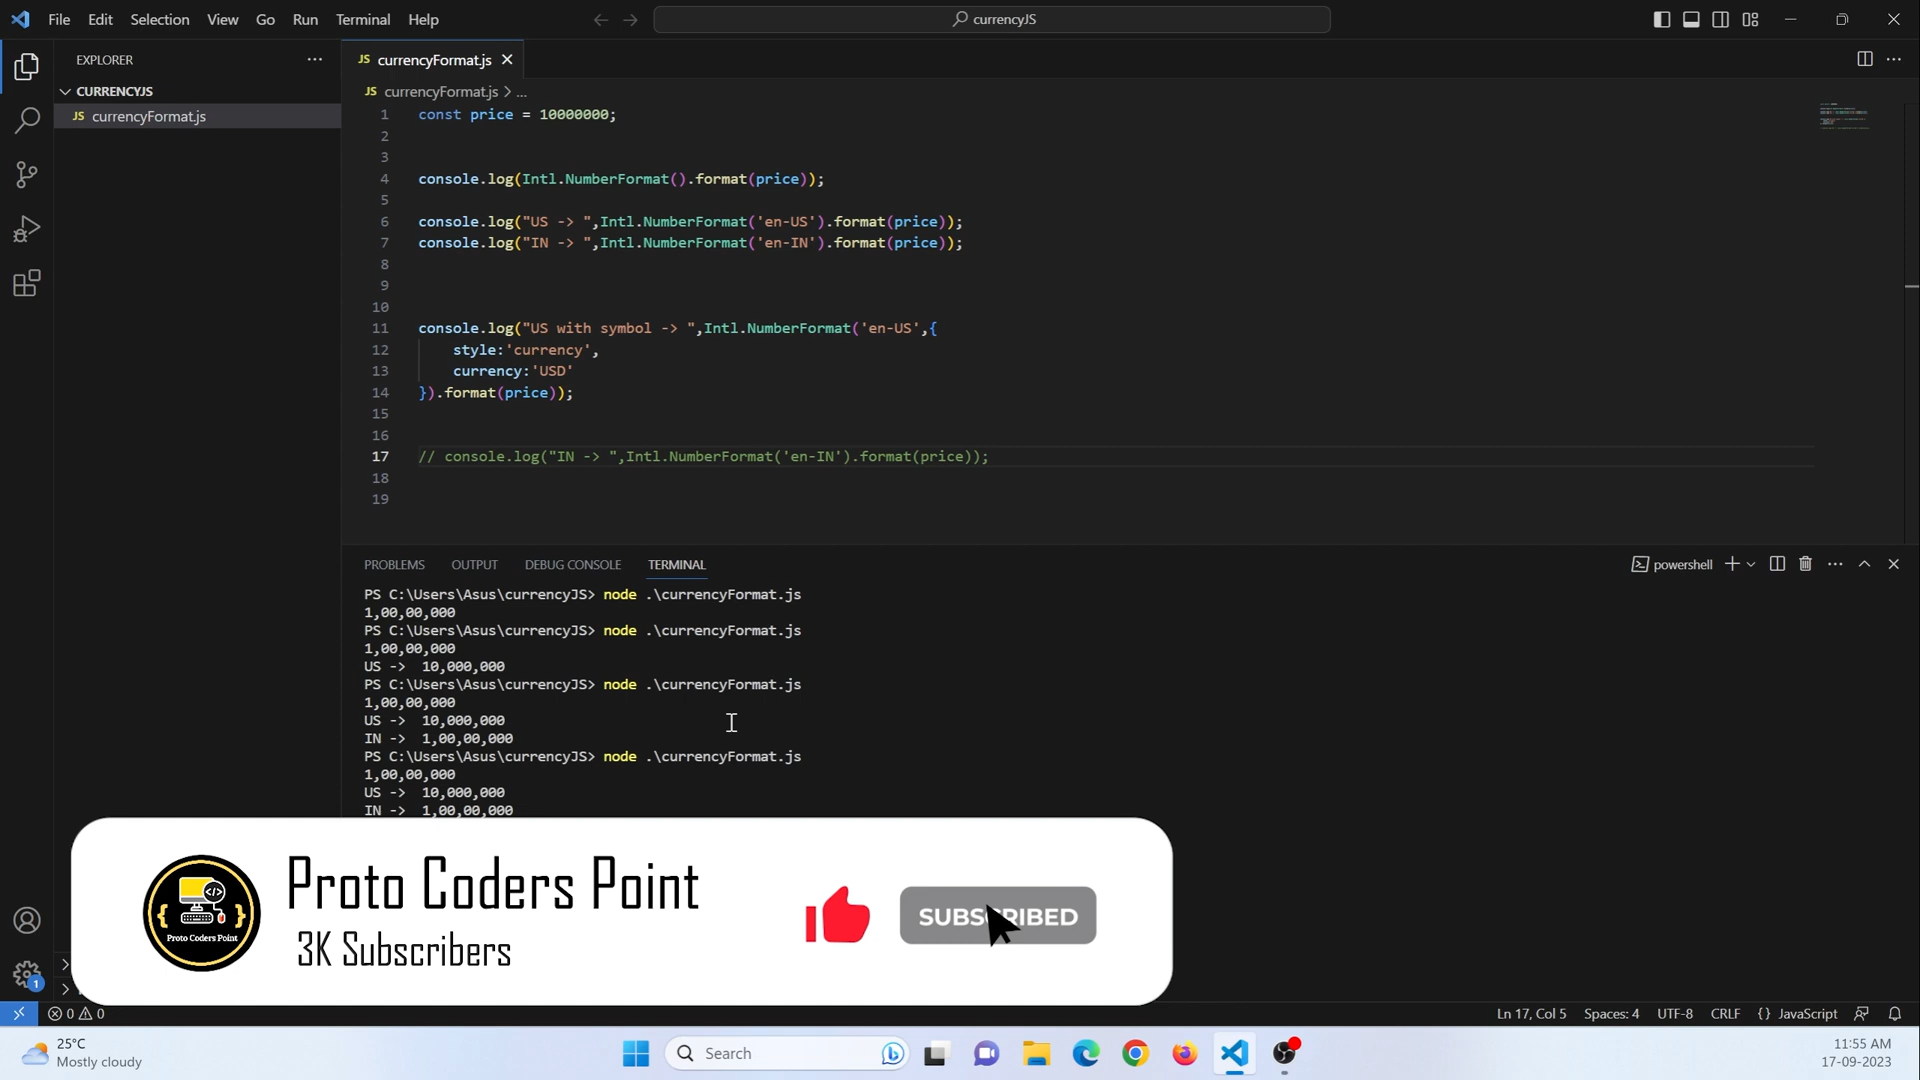 File Edit Selection View Go Run Terminal Help
currencyJS
EXPLORER
CURRENCYJS
JS currencyFormat.js
JS currencyFormat.js
JS currencyFormat.js > ...
1 const price = 10000000;
2
3
4 console.log(Intl.NumberFormat().format(price));
5
6 console.log("US -> ",Intl.NumberFormat('en-US').format(price));
7 console.log("IN -> ",Intl.NumberFormat('en-IN').format(price));
8
9
10
11 console.log("US with symbol -> ",Intl.NumberFormat('en-US',{
12 style:'currency',
13 currency:'USD'
14 }).format(price));
15
16
17 // console.log("IN -> ",Intl.NumberFormat('en-IN').format(price));
18
19
PROBLEMS OUTPUT DEBUG CONSOLE TERMINAL
powershell
PS C:\Users\Asus\currencyJS> node .\currencyFormat.js
1,00,00,000
PS C:\Users\Asus\currencyJS> node .\currencyFormat.js
1,00,00,000
US -> 10,000,000
PS C:\Users\Asus\currencyJS> node .\currencyFormat.js
1,00,00,000
US -> 10,000,000
IN -> 1,00,00,000
PS C:\Users\Asus\currencyJS> node .\currencyFormat.js
1,00,00,000
US -> 10,000,000
IN -> 1,00,00,000
Proto Coders Point
Proto Coders Point
3K Subscribers
SUBSCRIBED
1
0 0
Ln 17, Col 5 Spaces: 4 UTF-8 CRLF {} JavaScript
25°C
Mostly cloudy
Search
11:55 AM
17-09-2023